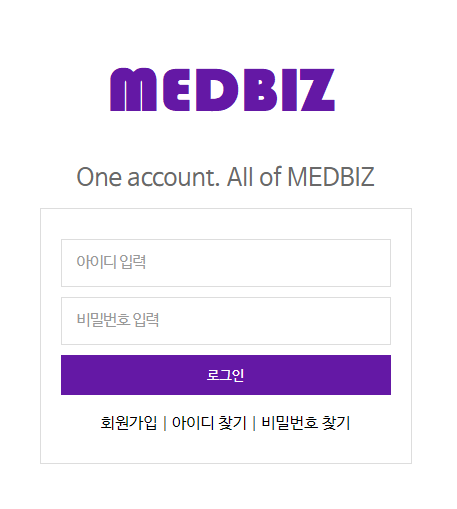 MEDBIZ
One account. All of MEDBIZ
아이디 입력
비밀번호 입력
로그인
회원가입 | 아이디 찾기 | 비밀번호 찾기